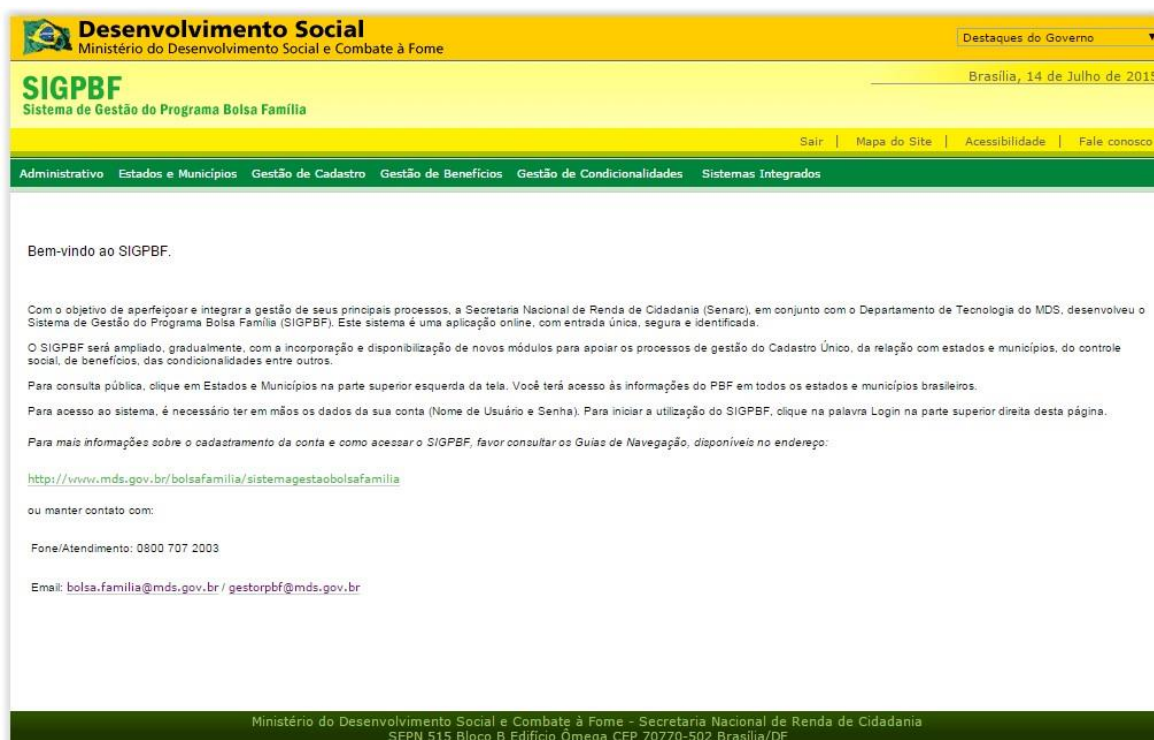 Desenvolvimento Social
Ministério do Desenvolvimento Social e Combate à Fome
Destaques do Governo
SIGPBF
Sistema de Gestão do Programa Bolsa Família
Brasília, 14 de Julho de 2015
Sair | Mapa do Site | Acessibilidade | Fale conosco
Administrativo Estados e Municípios Gestão de Cadastro Gestão de Benefícios Gestão de Condicionalidades Sistemas Integrados
Bem-vindo ao SIGPBF.
Com o objetivo de aperfeiçoar e integrar a gestão de seus principais processos, a Secretaria Nacional de Renda de Cidadania (Senarc), em conjunto com o Departamento de Tecnologia do MDS, desenvolveu o
Sistema de Gestão do Programa Bolsa Família (SIGPBF). Este sistema é uma aplicação online, com entrada única, segura e identificada.
O SIGPBF será ampliado, gradualmente, com a incorporação e disponibilização de novos módulos para apoiar os processos de gestão do Cadastro Único, da relação com estados e municípios, do controle
social, de benefícios, das condicionalidades entre outros.
Para consulta pública, clique em Estados e Municípios na parte superior esquerda da tela. Você terá acesso às informações do PBF em todos os estados e municípios brasileiros.
Para acesso ao sistema, é necessário ter em mãos os dados da sua conta (Nome de Usuário e Senha). Para iniciar a utilização do SIGPBF, clique na palavra Login na parte superior direita desta página.
Para mais informações sobre o cadastramento da conta e como acessar o SIGPBF, favor consultar os Guias de Navegação, disponíveis no endereço:
http://www.mds.gov.br/bolsafamilia/sistemagestaobolsafamilia
ou manter contato com:
Fone/Atendimento: 0800 707 2003
Email: bolsa.familia@mds.gov.br / gestorpbf@mds.gov.br
Ministério do Desenvolvimento Social e Combate à Fome - Secretaria Nacional de Renda de Cidadania
SEPN 515 Bloco B Edifício Ômega CEP 70770-502 Brasília/DF